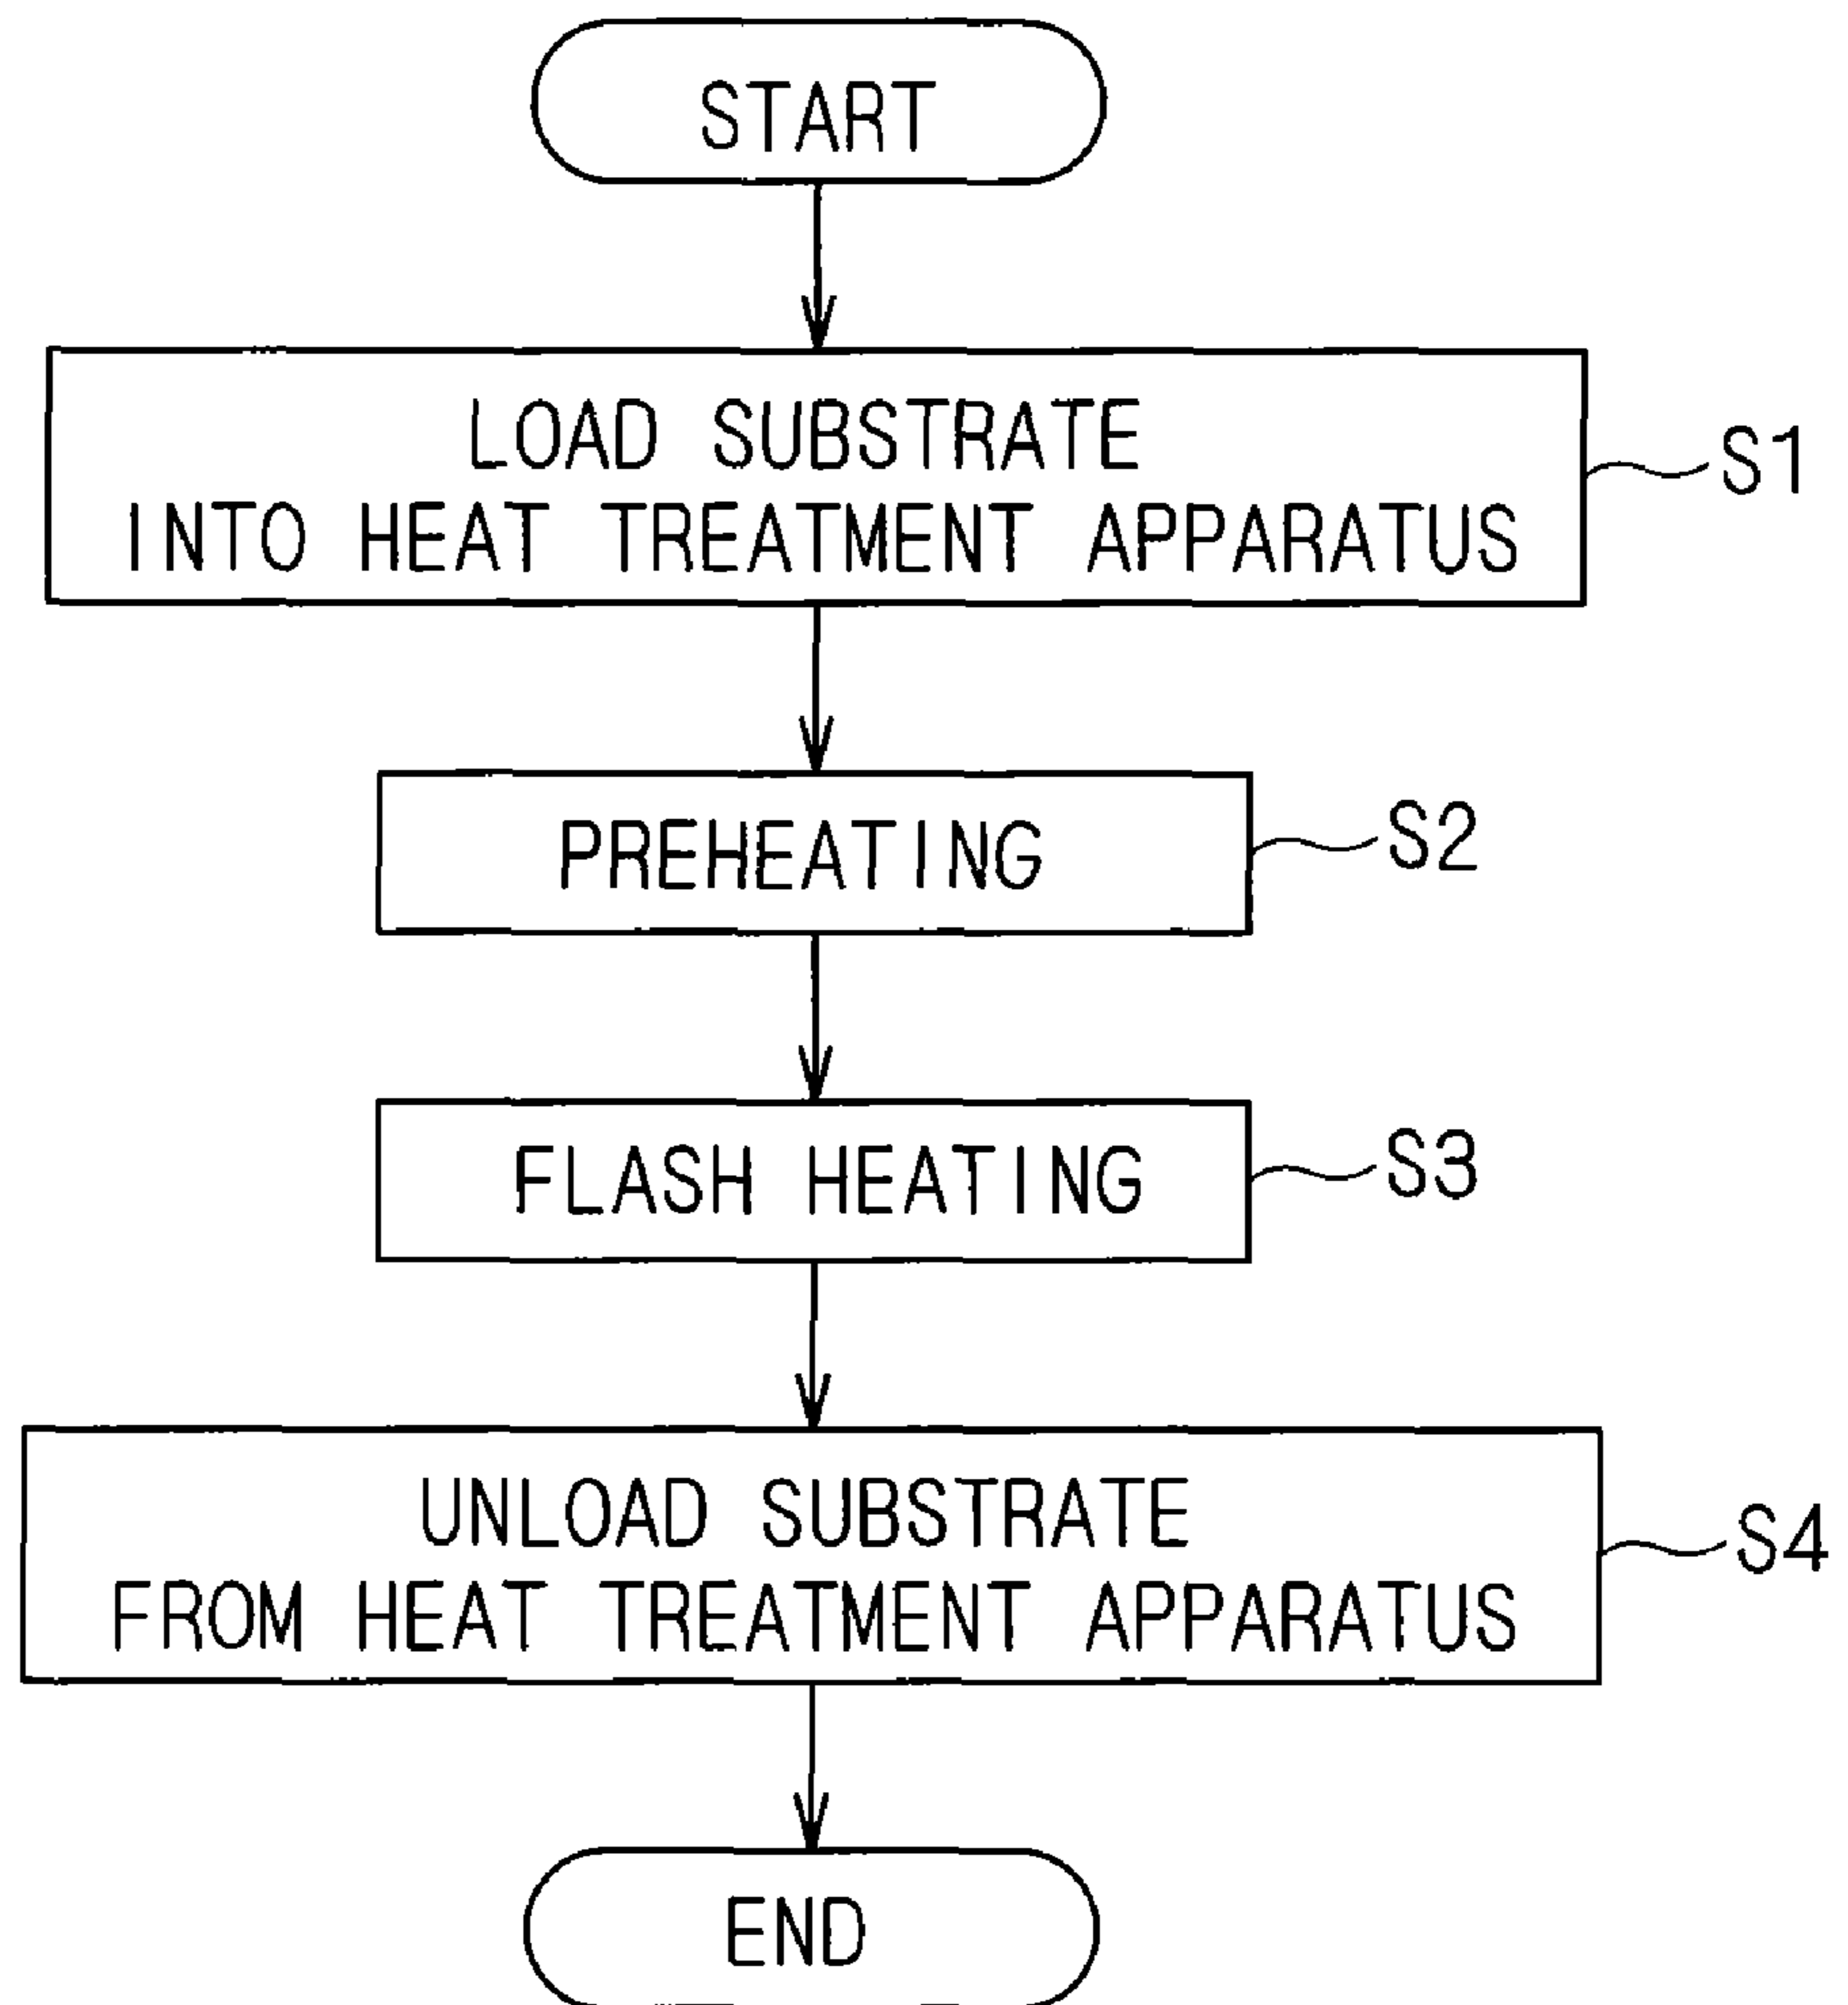 START
LOAD SUBSTRATE
INTO HEAT TREATMENT APPARATUS
S1
PREHEATING
S2
FLASH HEATING
S3
UNLOAD SUBSTRATE
FROM HEAT TREATMENT APPARATUS
S4
END